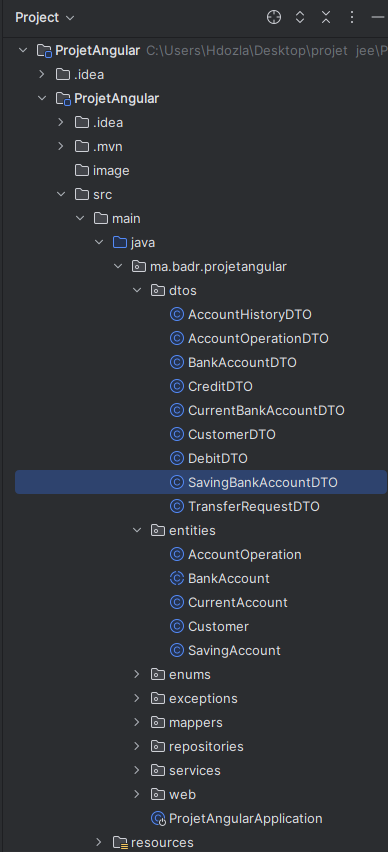 Project
ProjetAngular C:\Users\Hdozla\Desktop\projet jee\P
.idea
ProjetAngular
.idea
.mvn
image
src
main
java
ma.badr.projetangular
dtos
AccountHistoryDTO
AccountOperationDTO
BankAccountDTO
CreditDTO
CurrentBankAccountDTO
CustomerDTO
DebitDTO
SavingBankAccountDTO
TransferRequestDTO
entities
AccountOperation
BankAccount
CurrentAccount
Customer
SavingAccount
enums
exceptions
mappers
repositories
services
web
ProjetAngularApplication
resources